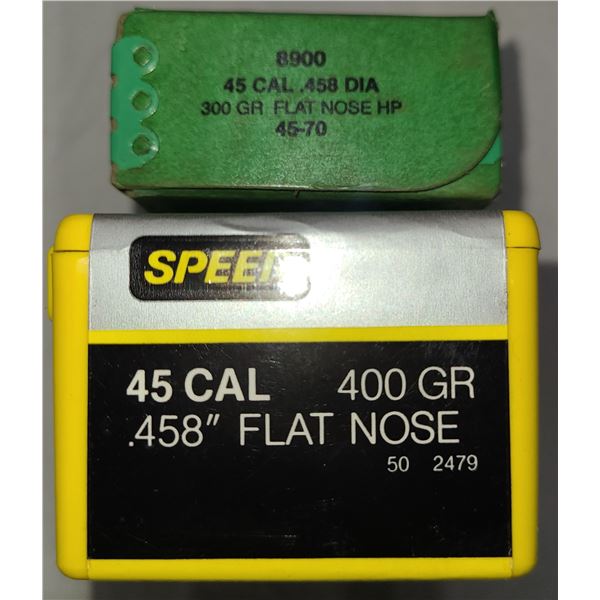 8900
45 CAL .458 DIA
300 GR FLAT NOSE HP
45-70
SPEER
45 CAL 400 GR
.458" FLAT NOSE
50 2479